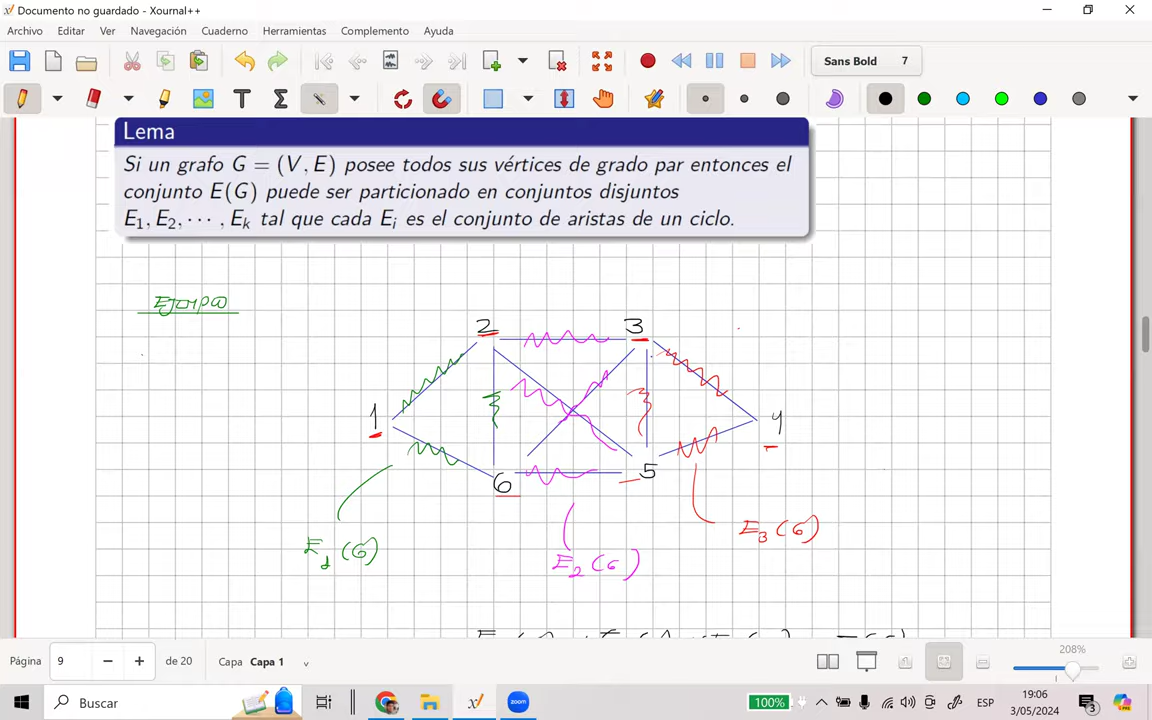 Documento no guardado - Xournal++
Archivo Editar Ver Navegación Cuaderno Herramientas Complemento Ayuda
Sans Bold 7
Lema
Si un grafo G = (V, E) posee todos sus vértices de grado par entonces el
conjunto E(G) puede ser particionado en conjuntos disjuntos
E₁, E₂, ⋯ , Eₖ tal que cada Eᵢ es el conjunto de aristas de un ciclo.
2 3
1 4
6 5
E₃(G)
E₁(G)
E₂(G)
Página 9 de 20 Capa Capa 1
208%
Buscar
zoom
100%
ESP
19:06
3/05/2024
3